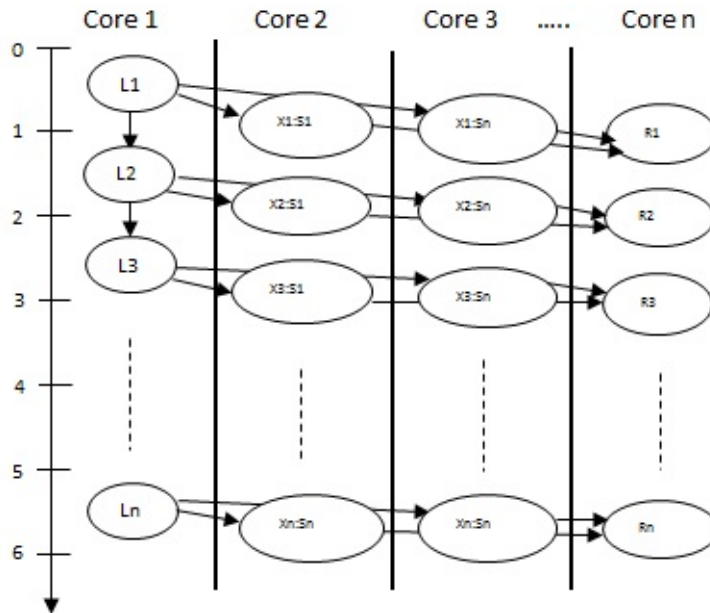 Core 1 Core 2 Core 3 ..... Core n
0
L1
X1:S1 X1:Sn R1
1
L2
X2:S1 X2:Sn R2
2
L3
X3:S1 X3:Sn R3
3
4
5
Ln Xn:Sn Xn:Sn Rn
6